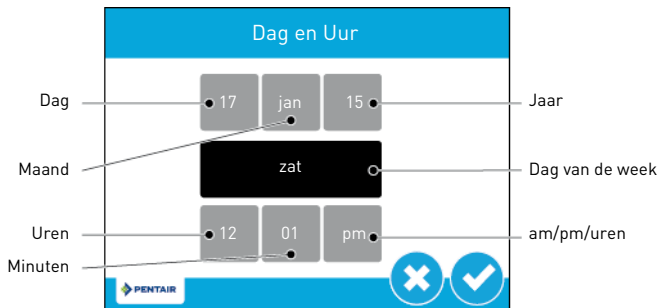 Dag en Uur
Dag
17
jan
15
Jaar
Maand
zat
Dag van de week
Uren
12
01
pm
am/pm/uren
Minuten
PENTAIR